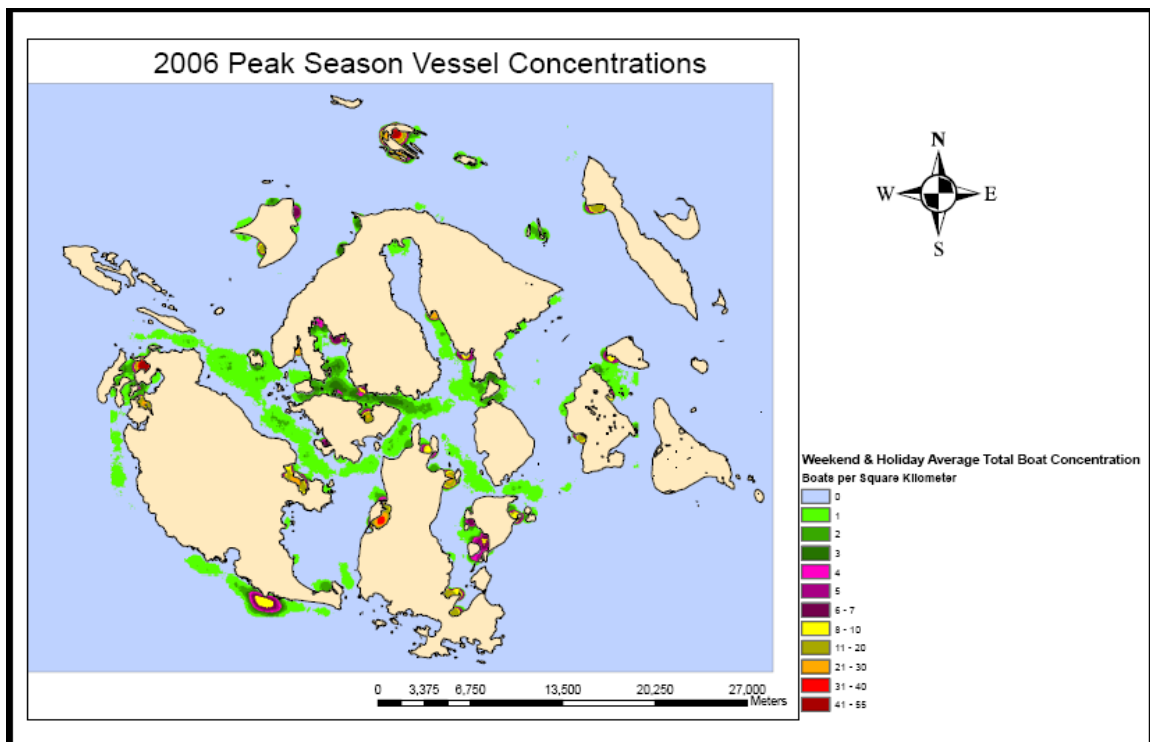 2006 Peak Season Vessel Concentrations
N
W E
S
Weekend & Holiday Average Total Boat Concentration
Boats per Square Kilometer
0
1
2
3
4
5
6 - 7
8 - 10
11 - 20
21 - 30
31 - 40
41 - 55
0 3,375 6,750 13,500 20,250 27,000
Meters